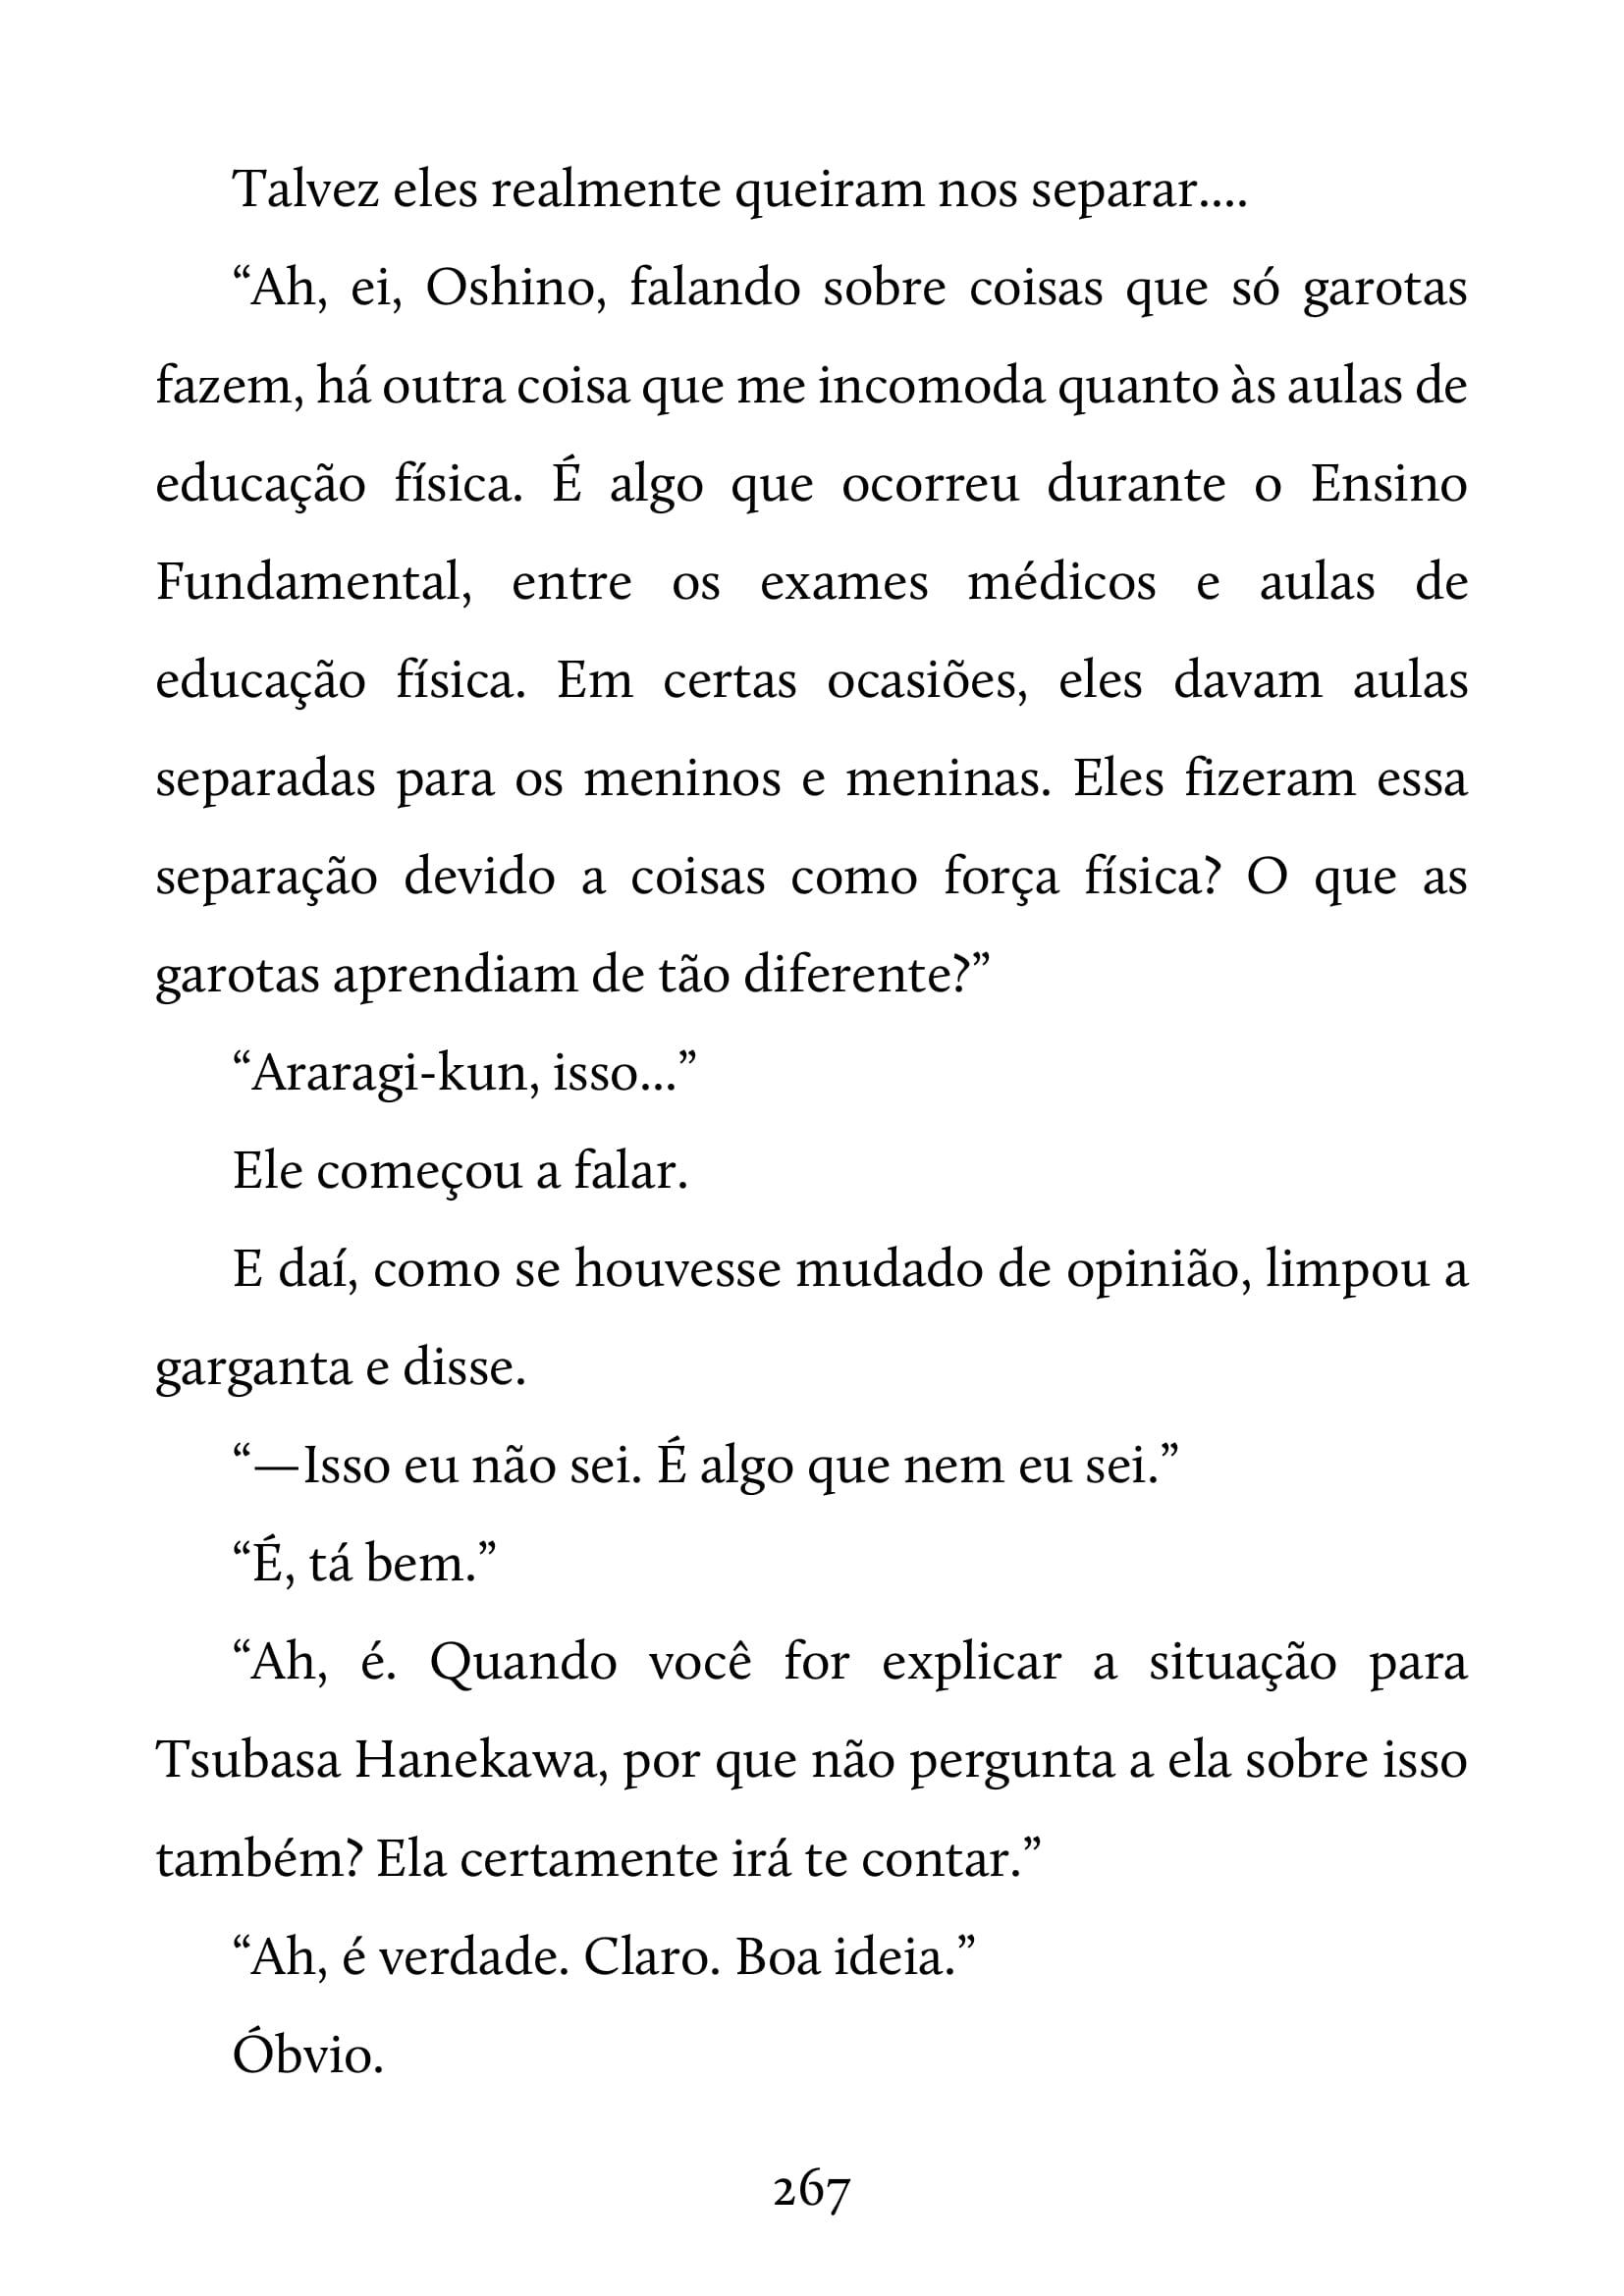 Talvez eles realmente queiram nos separar....
“Ah, ei, Oshino, falando sobre coisas que só garotas
fazem, há outra coisa que me incomoda quanto às aulas de
educação física. É algo que ocorreu durante o Ensino
Fundamental, entre os exames médicos e aulas de
educação física. Em certas ocasiões, eles davam aulas
separadas para os meninos e meninas. Eles fizeram essa
separação devido a coisas como força física? O que as
garotas aprendiam de tão diferente?”
“Araragi-kun, isso...”
Ele começou a falar.
E daí, como se houvesse mudado de opinião, limpou a
garganta e disse.
“—Isso eu não sei. É algo que nem eu sei.”
“É, tá bem.”
“Ah, é. Quando você for explicar a situação para
Tsubasa Hanekawa, por que não pergunta a ela sobre isso
também? Ela certamente irá te contar.”
“Ah, é verdade. Claro. Boa ideia.”
Óbvio.
267